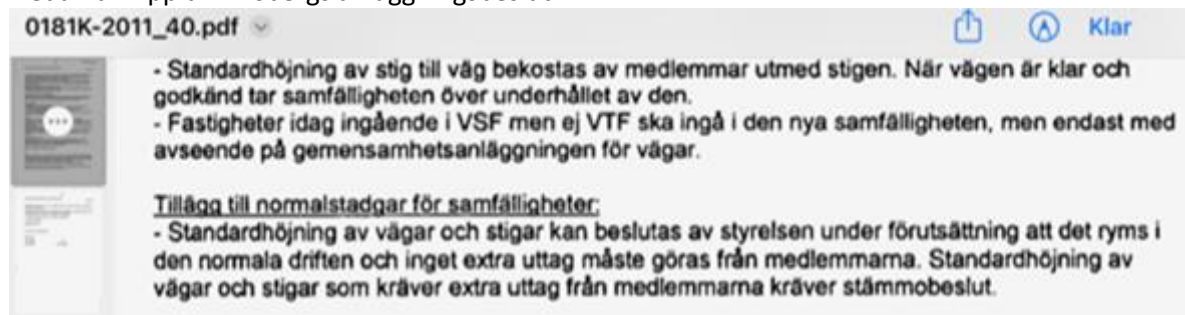 0181K-2011_40.pdf
Klar
- Standardhöjning av stig till väg bekostas av medlemmar utmed stigen. När vägen är klar och
godkänd tar samfälligheten över underhållet av den.
- Fastigheter idag ingående i VSF men ej VTF ska ingå i den nya samfälligheten, men endast med
avseende på gemensamhetsanläggningen för vägar.
Tillägg till normalstadgar för samfälligheter:
- Standardhöjning av vägar och stigar kan beslutas av styrelsen under förutsättning att det ryms i
den normala driften och inget extra uttag måste göras från medlemmarna. Standardhöjning av
vägar och stigar som kräver extra uttag från medlemmarna kräver stämmobeslut.